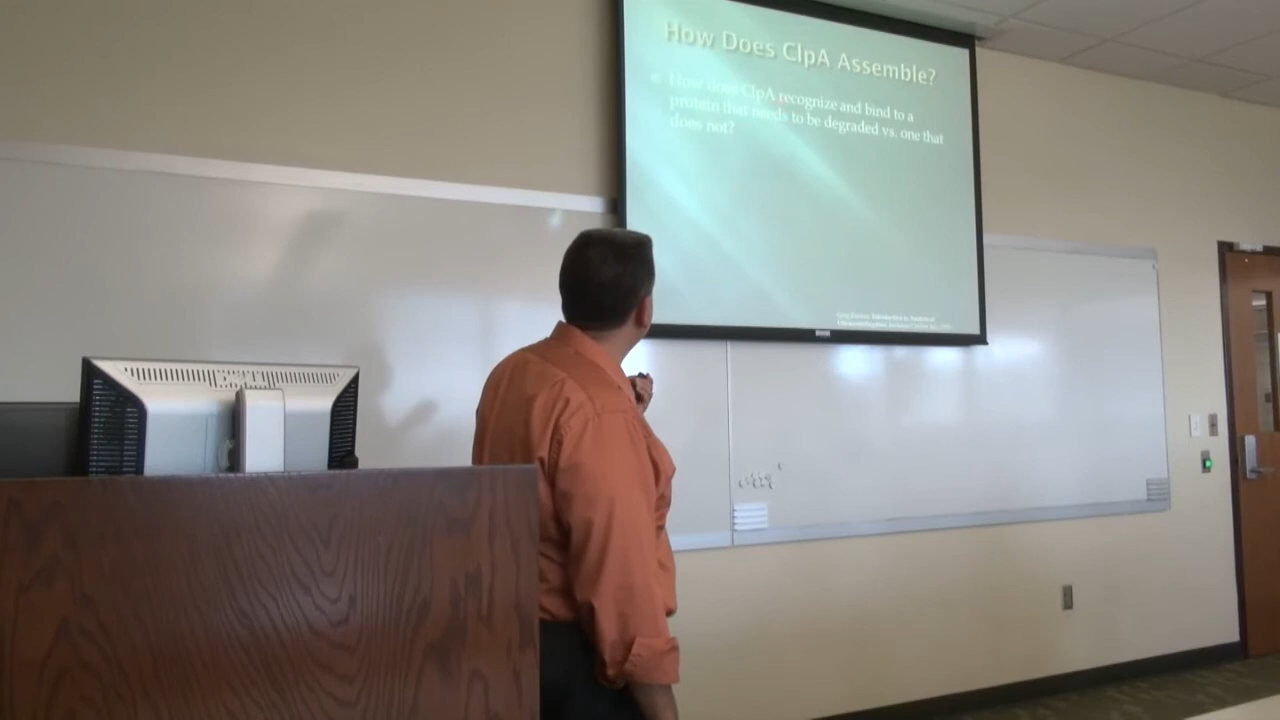 How Does ClpA Assemble?
How does ClpA recognize and bind to a
protein that needs to be degraded vs. one that
does not?